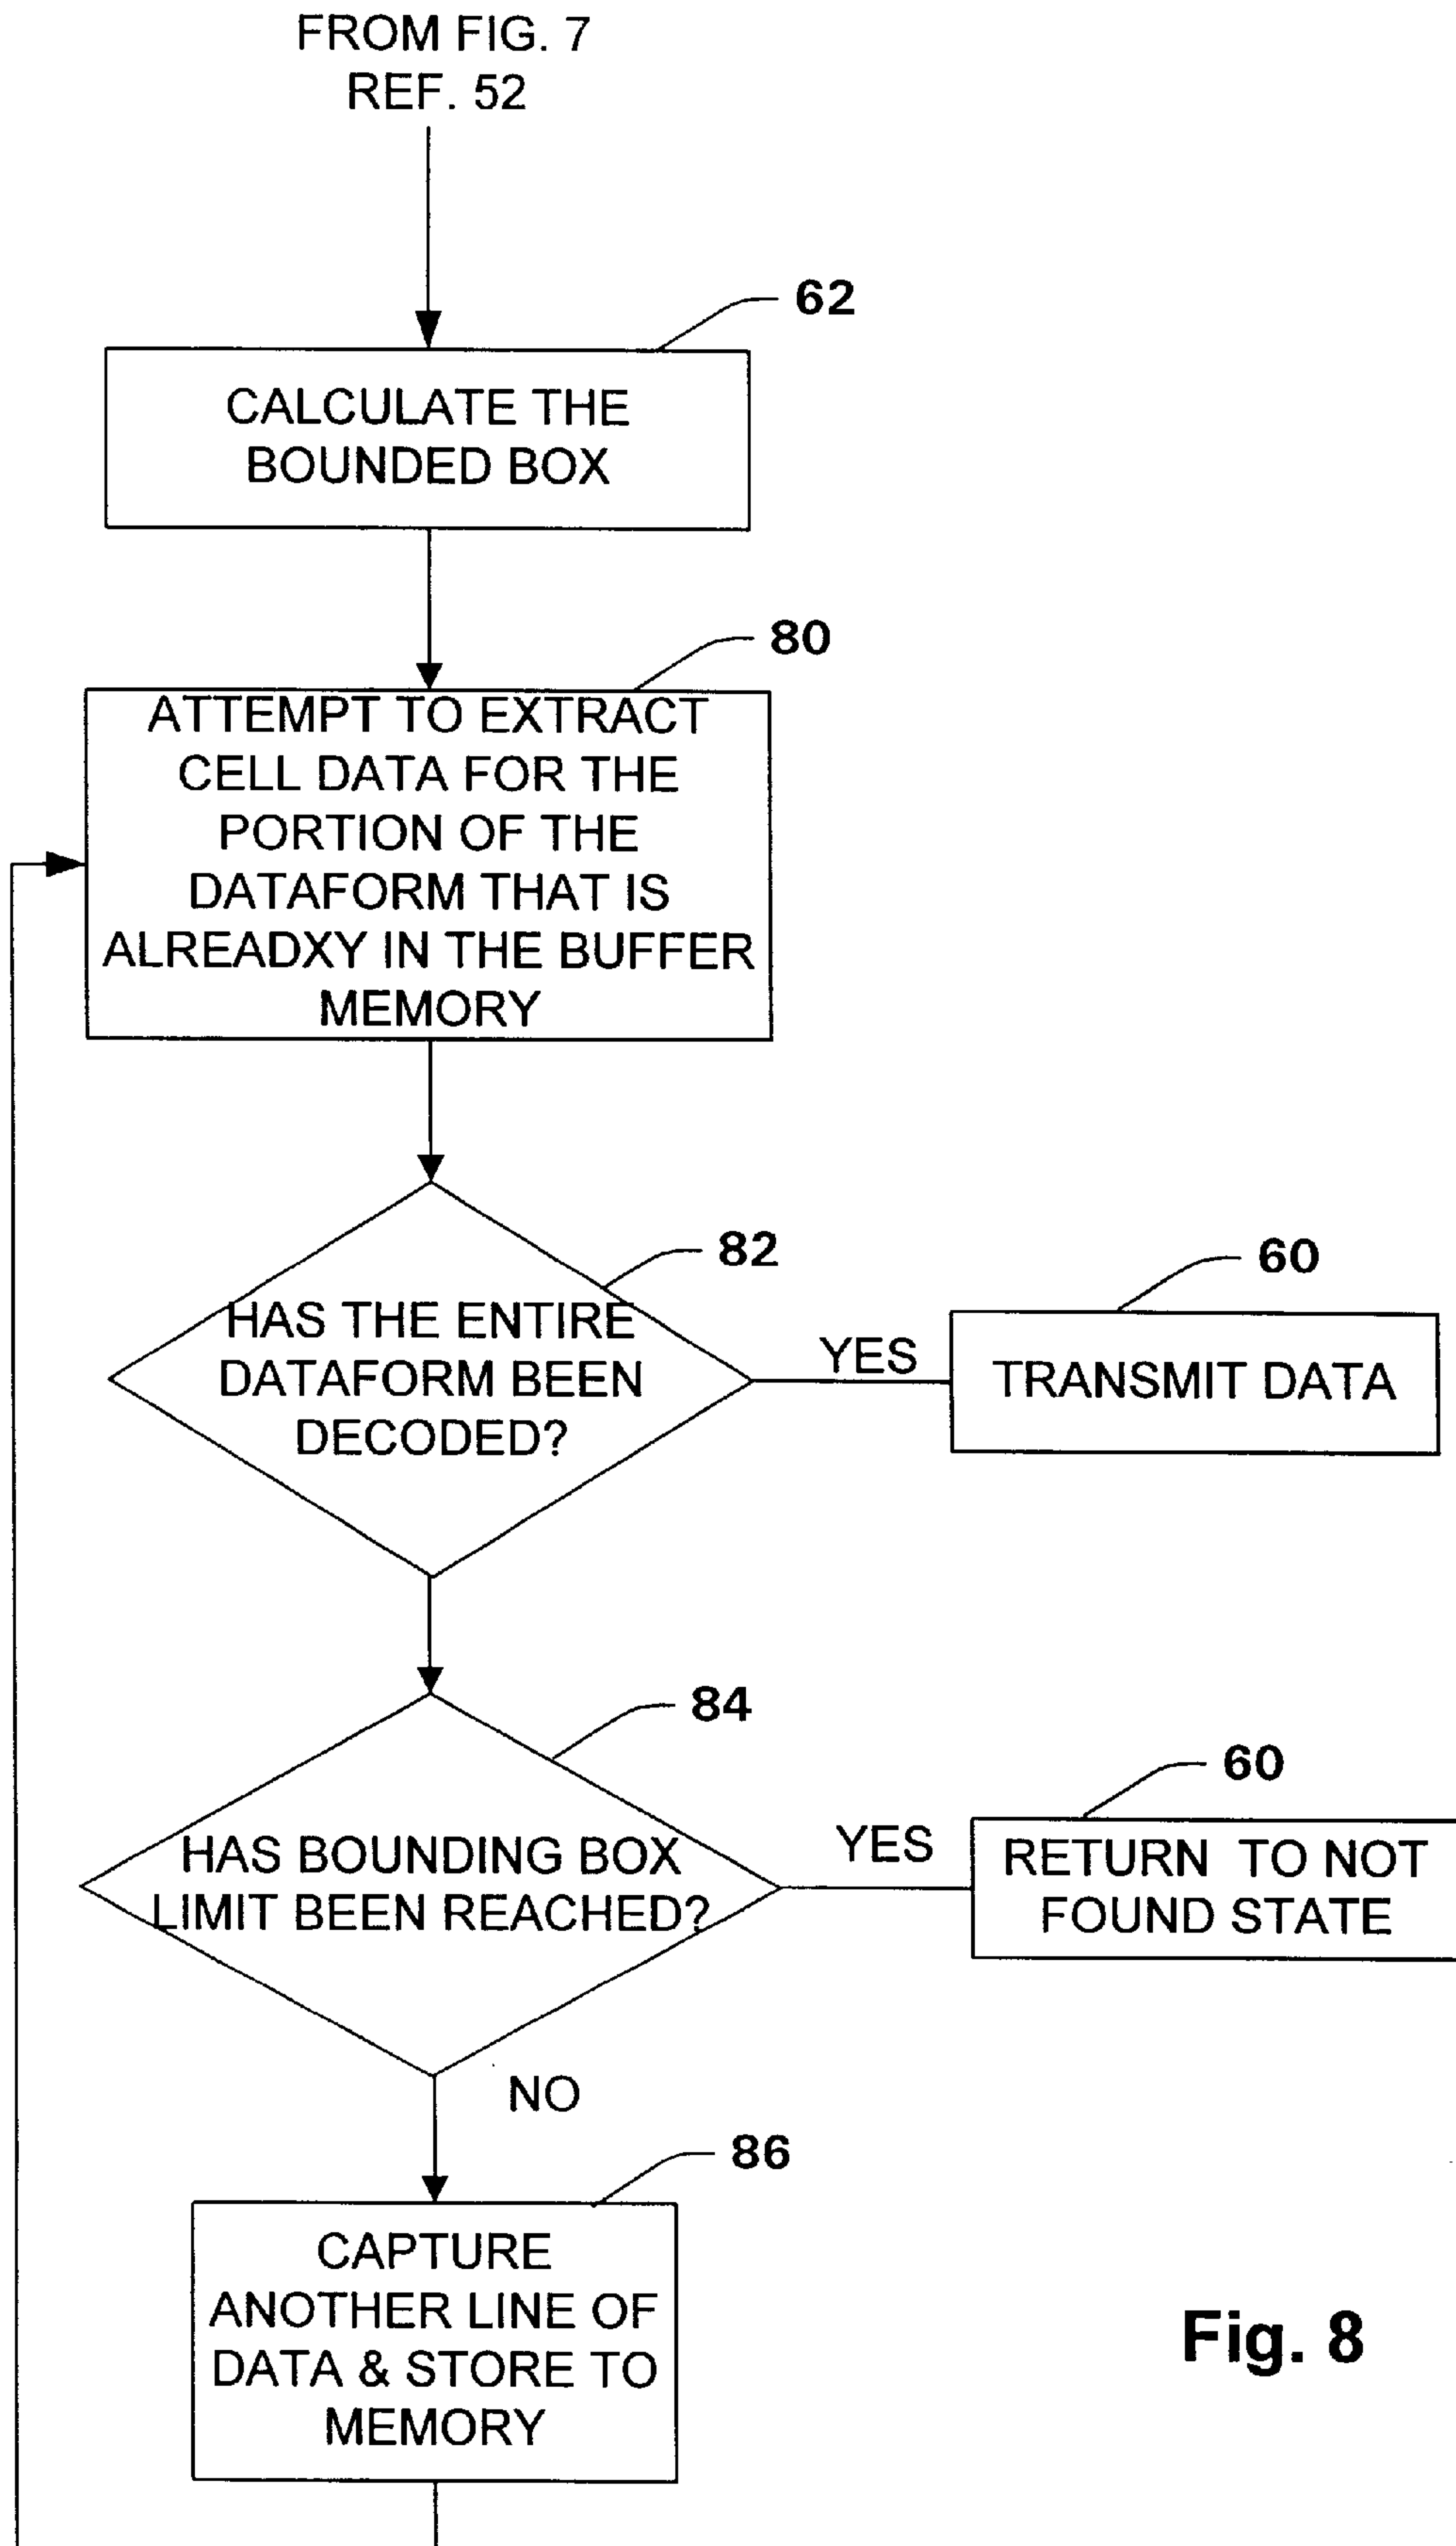 FROM FIG. 7
REF. 52
62
CALCULATE THE
BOUNDED BOX
80
ATTEMPT TO EXTRACT
CELL DATA FOR THE
PORTION OF THE
DATAFORM THAT IS
ALREADXY IN THE BUFFER
MEMORY
82
HAS THE ENTIRE
DATAFORM BEEN
DECODED?
YES
60
TRANSMIT DATA
84
HAS BOUNDING BOX
LIMIT BEEN REACHED?
YES
60
RETURN TO NOT
FOUND STATE
NO
86
CAPTURE
ANOTHER LINE OF
DATA & STORE TO
MEMORY
Fig. 8